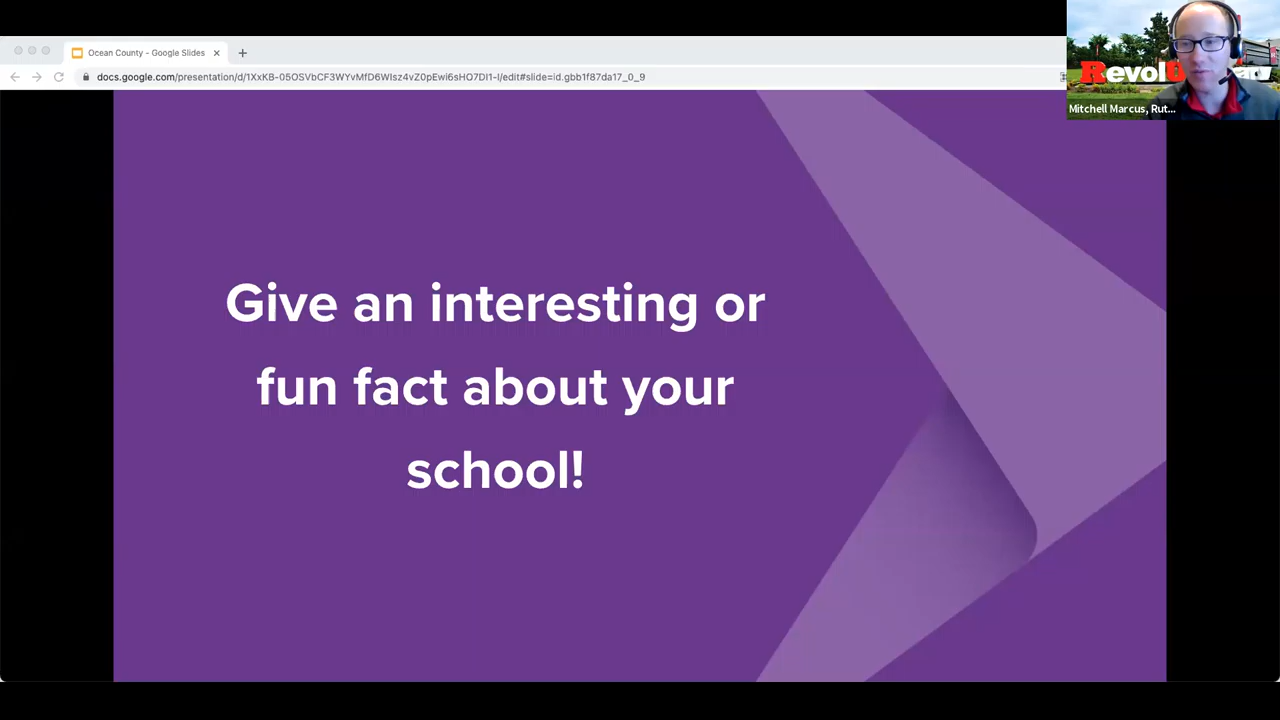 Ocean County - Google Slides
docs.google.com/presentation/d/1XxKB-05OSVbCF3WYvMfD6WIsz4vZ0pEwi6sHO7DI1-I/edit#slide=id.gbb1f87da17_0_9
Mitchell Marcus, Rut...
Give an interesting or
fun fact about your
school!